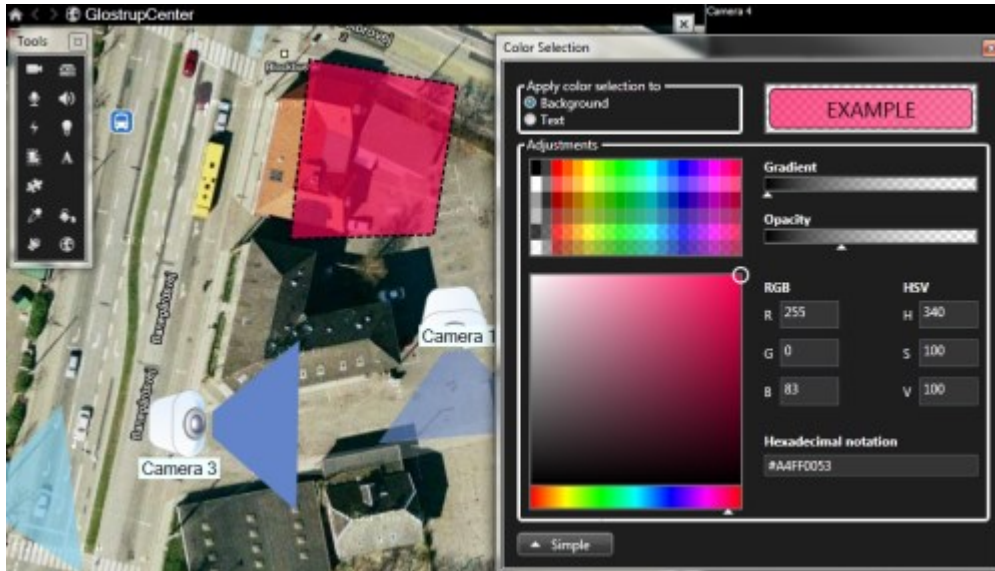 GlostrupCenter
Camera 4
Tools
Color Selection
Apply color selection to
Background
Text
EXAMPLE
Adjustments
Gradient
Opacity
RGB
HSV
R 255
H 340
G 0
S 100
B 83
V 100
Hexadecimal notation
#A4FF0053
Simple
2
A
Camera 1
Camera 3